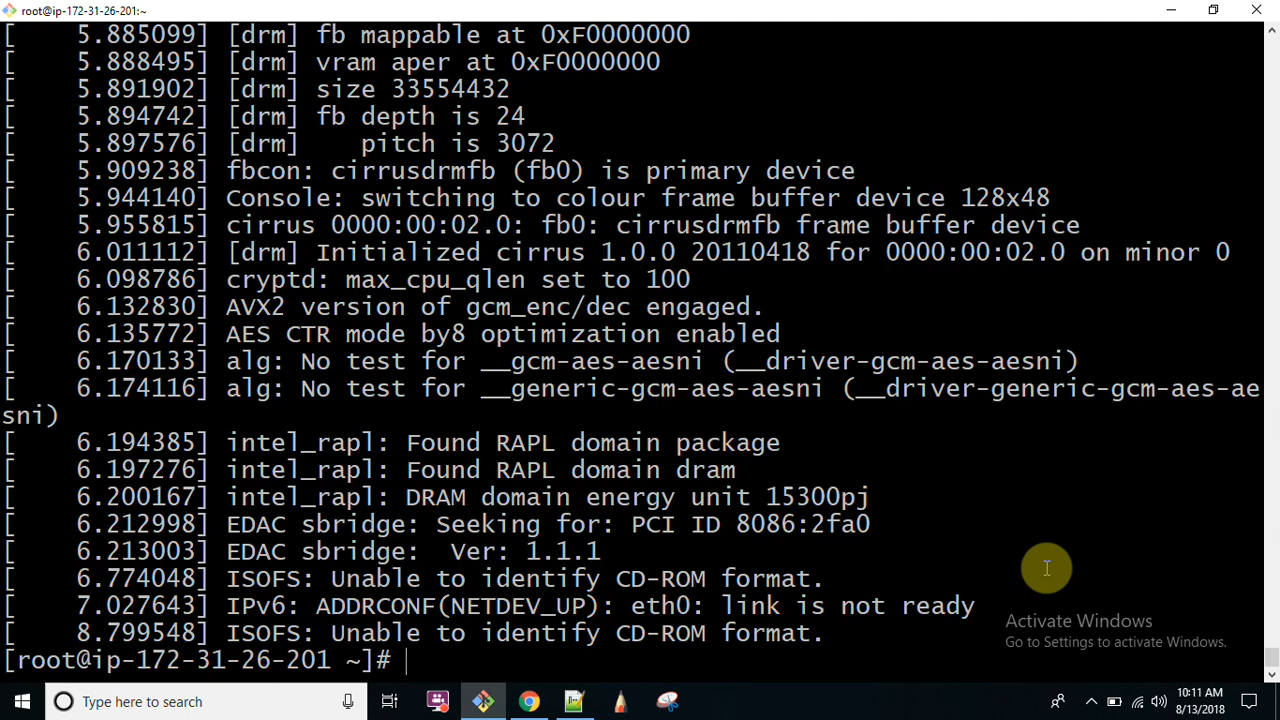 root@ip-172-31-26-201:~
[    5.885099] [drm] fb mappable at 0xF0000000
[    5.888495] [drm] vram aper at 0xF0000000
[    5.891902] [drm] size 33554432
[    5.894742] [drm] fb depth is 24
[    5.897576] [drm]    pitch is 3072
[    5.909238] fbcon: cirrusdrmfb (fb0) is primary device
[    5.944140] Console: switching to colour frame buffer device 128x48
[    5.955815] cirrus 0000:00:02.0: fb0: cirrusdrmfb frame buffer device
[    6.011112] [drm] Initialized cirrus 1.0.0 20110418 for 0000:00:02.0 on minor 0
[    6.098786] cryptd: max_cpu_qlen set to 100
[    6.132830] AVX2 version of gcm_enc/dec engaged.
[    6.135772] AES CTR mode by8 optimization enabled
[    6.170133] alg: No test for __gcm-aes-aesni (__driver-gcm-aes-aesni)
[    6.174116] alg: No test for __generic-gcm-aes-aesni (__driver-generic-gcm-aes-ae
sni)
[    6.194385] intel_rapl: Found RAPL domain package
[    6.197276] intel_rapl: Found RAPL domain dram
[    6.200167] intel_rapl: DRAM domain energy unit 15300pj
[    6.212998] EDAC sbridge: Seeking for: PCI ID 8086:2fa0
[    6.213003] EDAC sbridge:  Ver: 1.1.1
[    6.774048] ISOFS: Unable to identify CD-ROM format.
[    7.027643] IPv6: ADDRCONF(NETDEV_UP): eth0: link is not ready
[    8.799548] ISOFS: Unable to identify CD-ROM format.
[root@ip-172-31-26-201 ~]#
Activate Windows
Go to Settings to activate Windows.
Type here to search
10:11 AM
8/13/2018